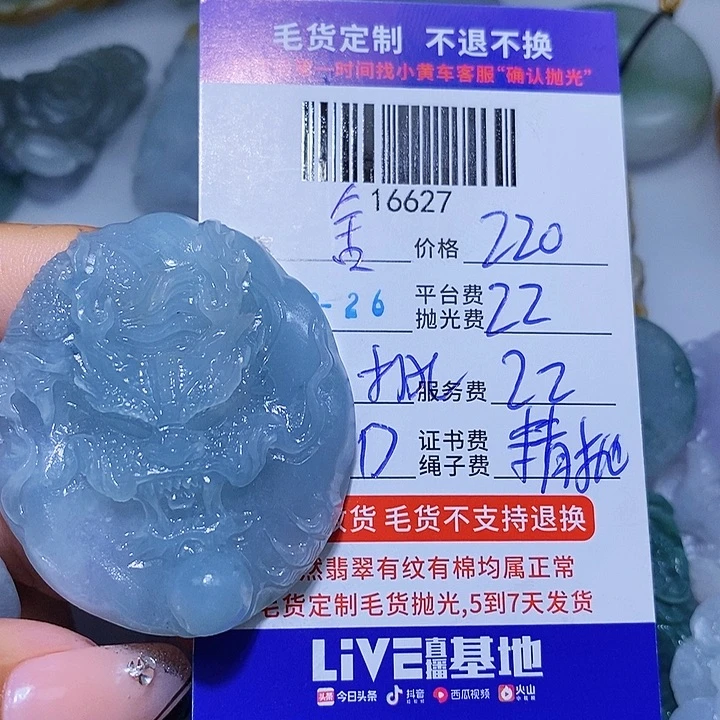 毛货定制 不退不换
一时间找小黄车客服“确认抛光”
16627
金 价格 220
-26 平台费 抛光费 22
抛光 服务费 22
D 证书费 绳子费 精抛
货 毛货不支持退换
然翡翠有纹有棉均属正常
毛货定制毛货抛光,5到7天发货
LiVE直播基地
头条 今日头条 抖音 西瓜视频 火山